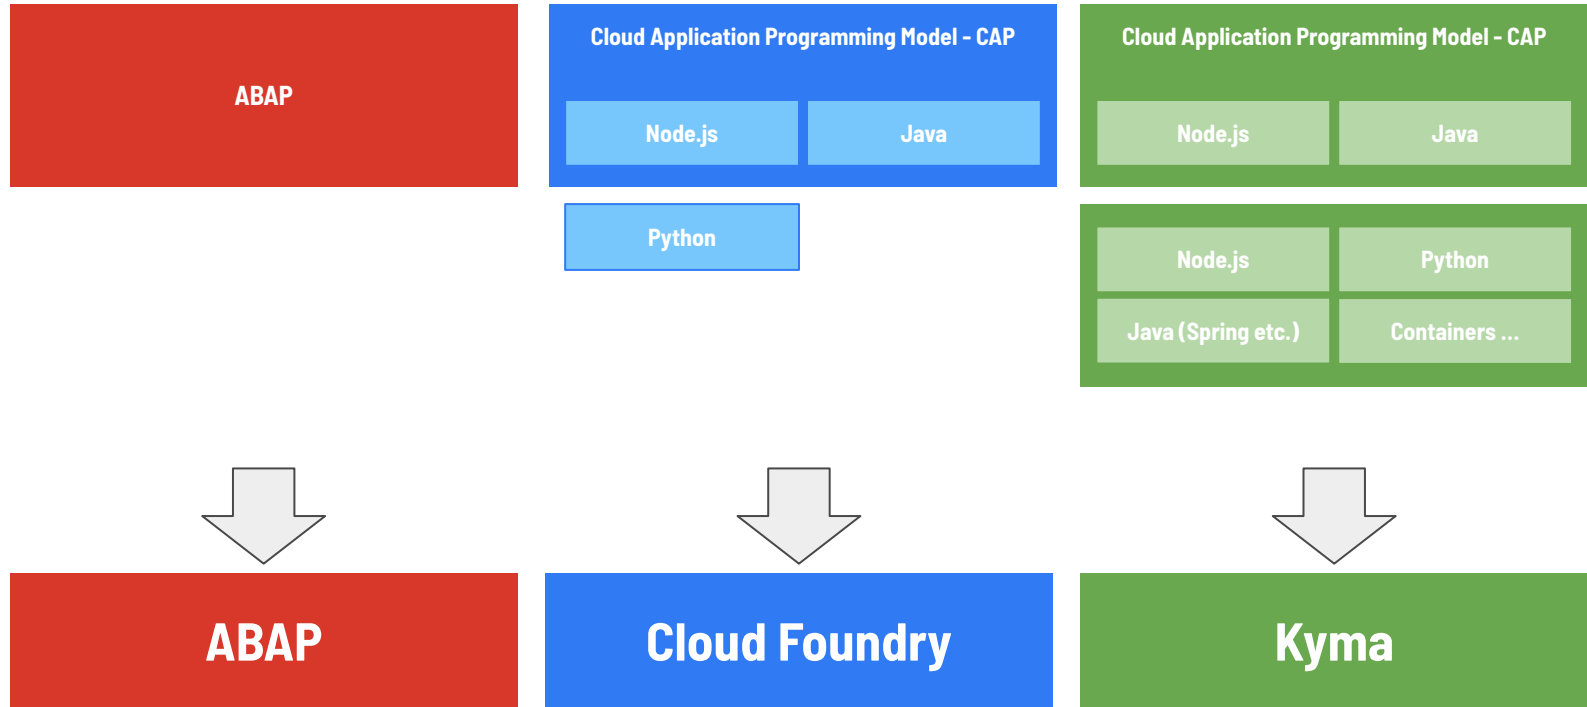 ABAP
Cloud Application Programming Model - CAP
Node.js
Java
Python
Cloud Application Programming Model - CAP
Node.js
Java
Node.js
Python
Java (Spring etc.)
Containers ...
ABAP
Cloud Foundry
Kyma